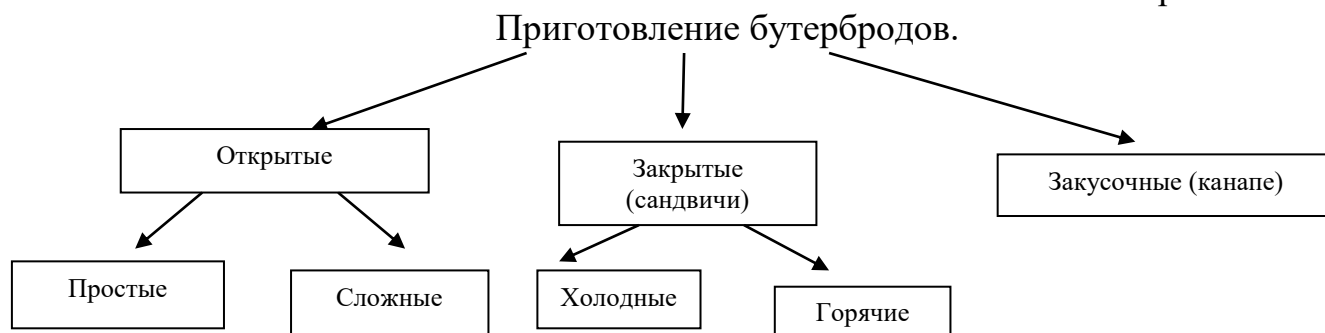 Приготовление бутербродов.
Открытые
Закрытые
(сандвичи)
Закусочные (канапе)
Простые
Сложные
Холодные
Горячие